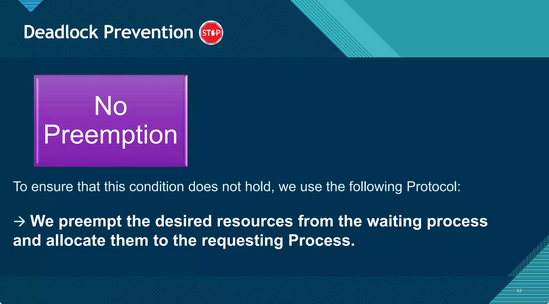 Deadlock Prevention
STOP
No
Preemption
To ensure that this condition does not hold, we use the following Protocol:
→ We preempt the desired resources from the waiting process
and allocate them to the requesting Process.